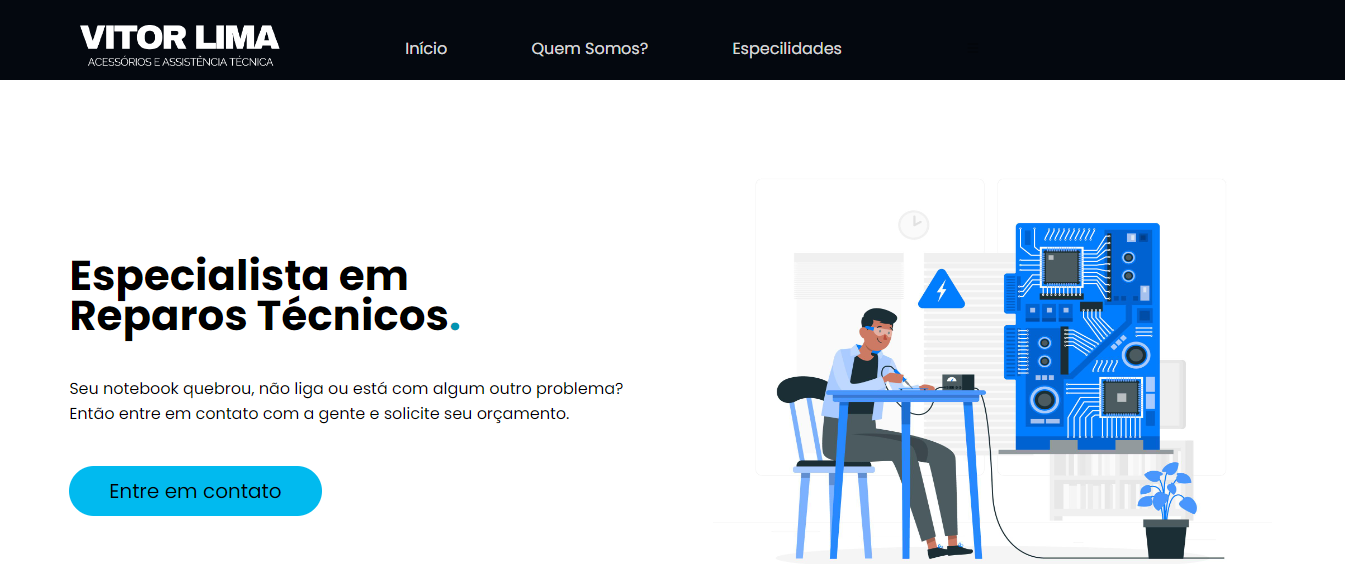 VITOR LIMA
ACESSÓRIOS E ASSISTÊNCIA TÉCNICA
Início
Quem Somos?
Especilidades
Especialista em
Reparos Técnicos.
Seu notebook quebrou, não liga ou está com algum outro problema?
Então entre em contato com a gente e solicite seu orçamento.
Entre em contato